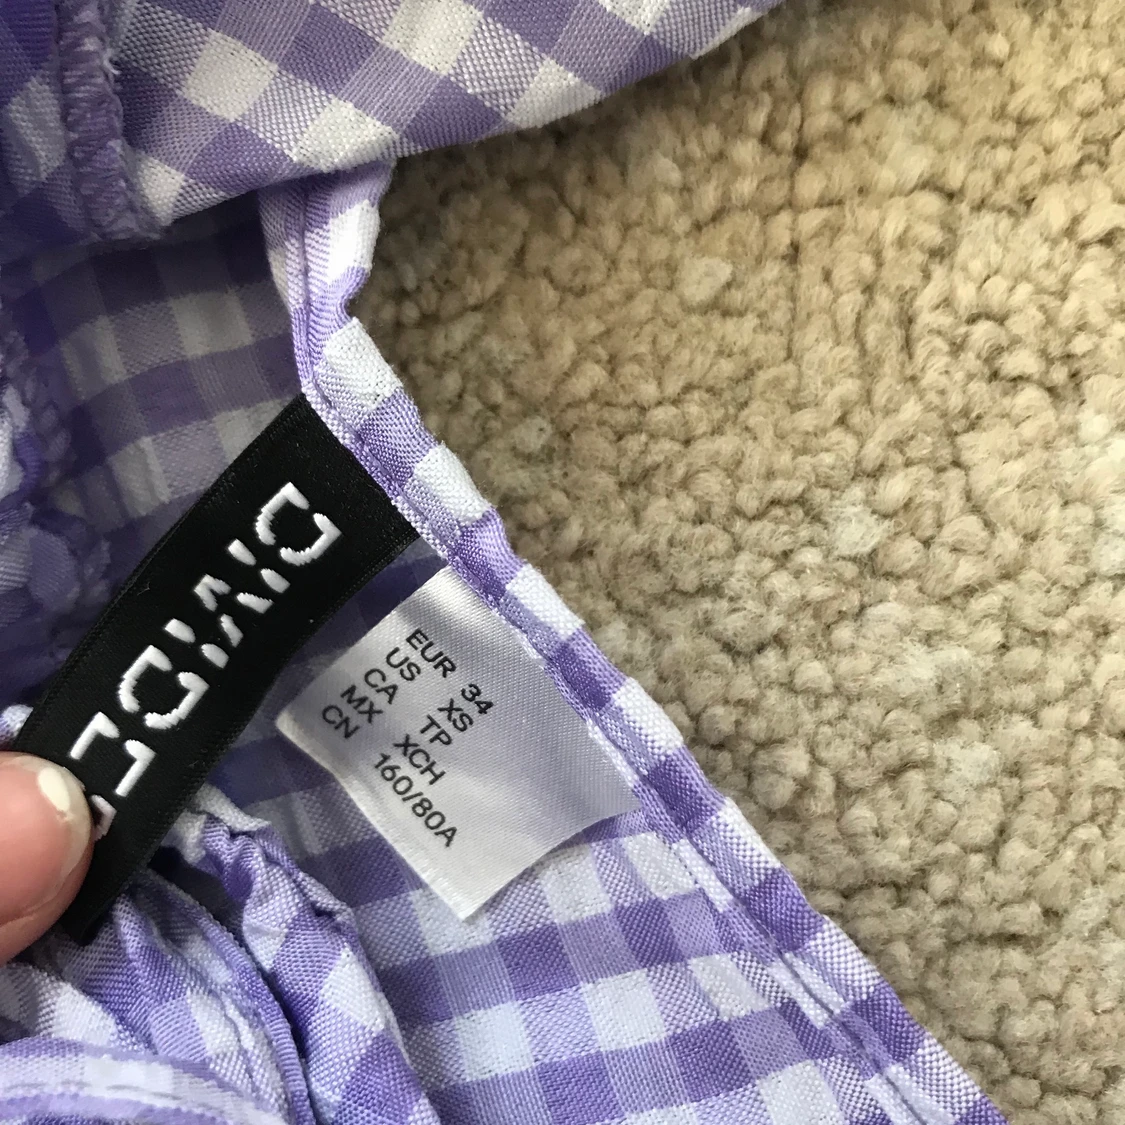 EUR 34
US XS
CA TP
MX XCH
CN 160/80A